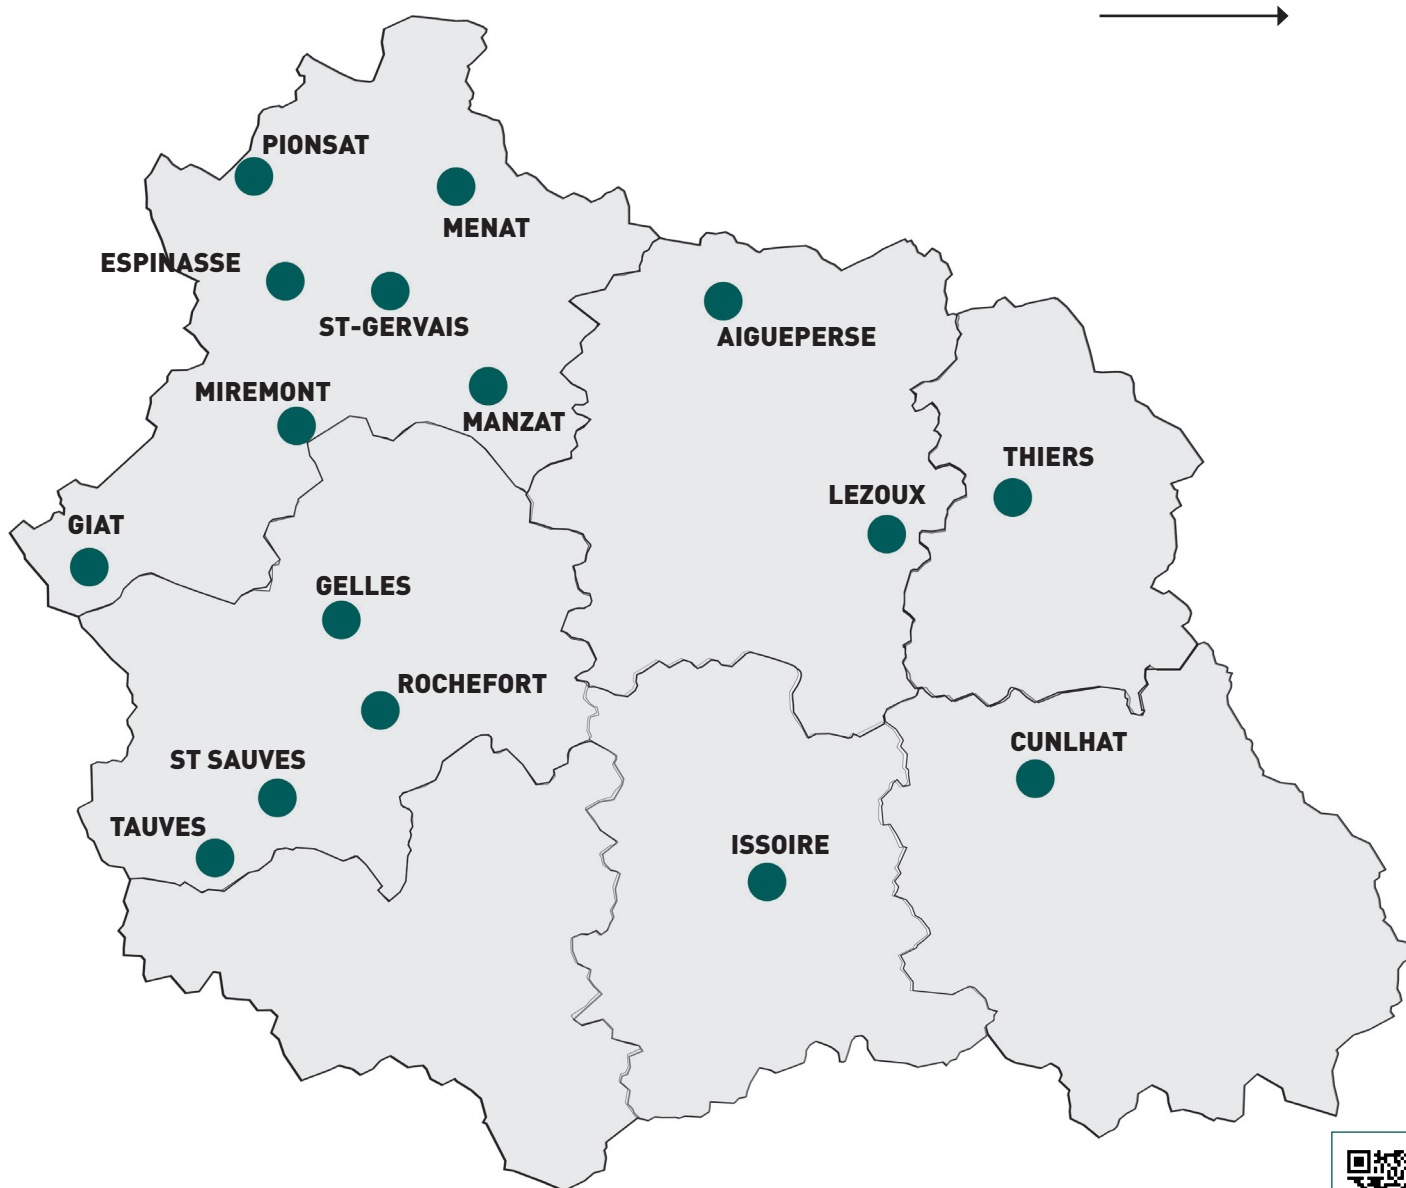 PIONSAT
MENAT
ESPINASSE
ST-GERVAIS
AIGUEPERSE
MIREMONT
MANZAT
THIERS
LEZOUX
GIAT
GELLES
ROCHEFORT
CUNLHAT
ST SAUVES
TAUVES
ISSOIRE